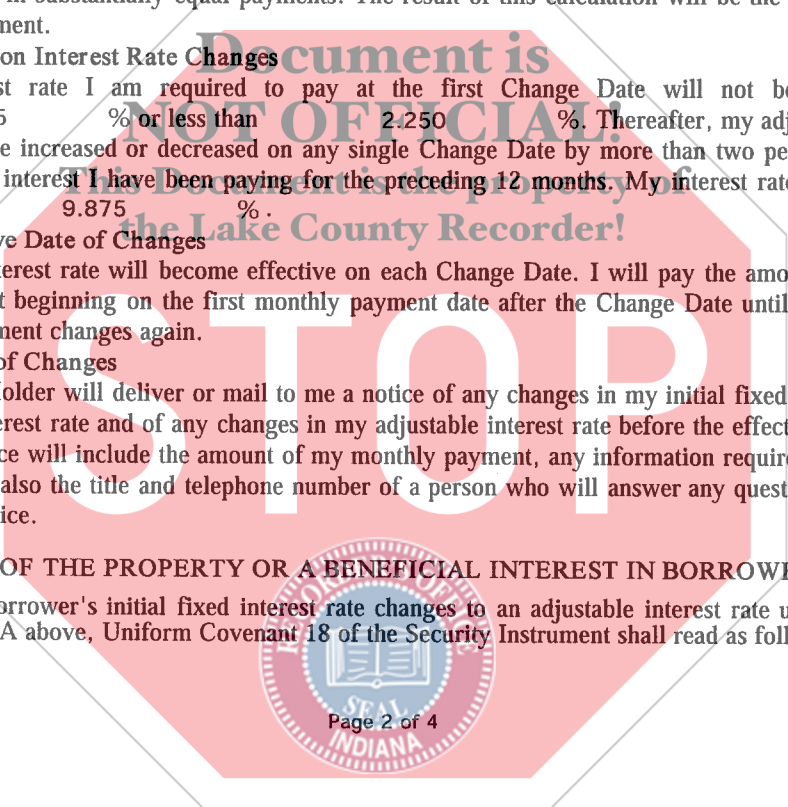 in substantially equal payments. The result of this calculation will be the
ment.
on Interest Rate Changes
st rate I am required to pay at the first Change Date will not be
5 % or less than 2.250 %. Thereafter, my adj
e increased or decreased on any single Change Date by more than two pe
interest I have been paying for the preceding 12 months. My interest rate
9.875 %.
ve Date of Changes
terest rate will become effective on each Change Date. I will pay the amo
t beginning on the first monthly payment date after the Change Date until
ment changes again.
of Changes
Holder will deliver or mail to me a notice of any changes in my initial fixed
erest rate and of any changes in my adjustable interest rate before the effect
ce will include the amount of my monthly payment, any information require
also the title and telephone number of a person who will answer any quest
ice.
OF THE PROPERTY OR A BENEFICIAL INTEREST IN BORROWE
orrower's initial fixed interest rate changes to an adjustable interest rate u
A above, Uniform Covenant 18 of the Security Instrument shall read as foll
Page 2 of 4
Document is
NOT OFFICIAL!
This Document is the property of
the Lake County Recorder!
STOP
SEAL
INDIANA